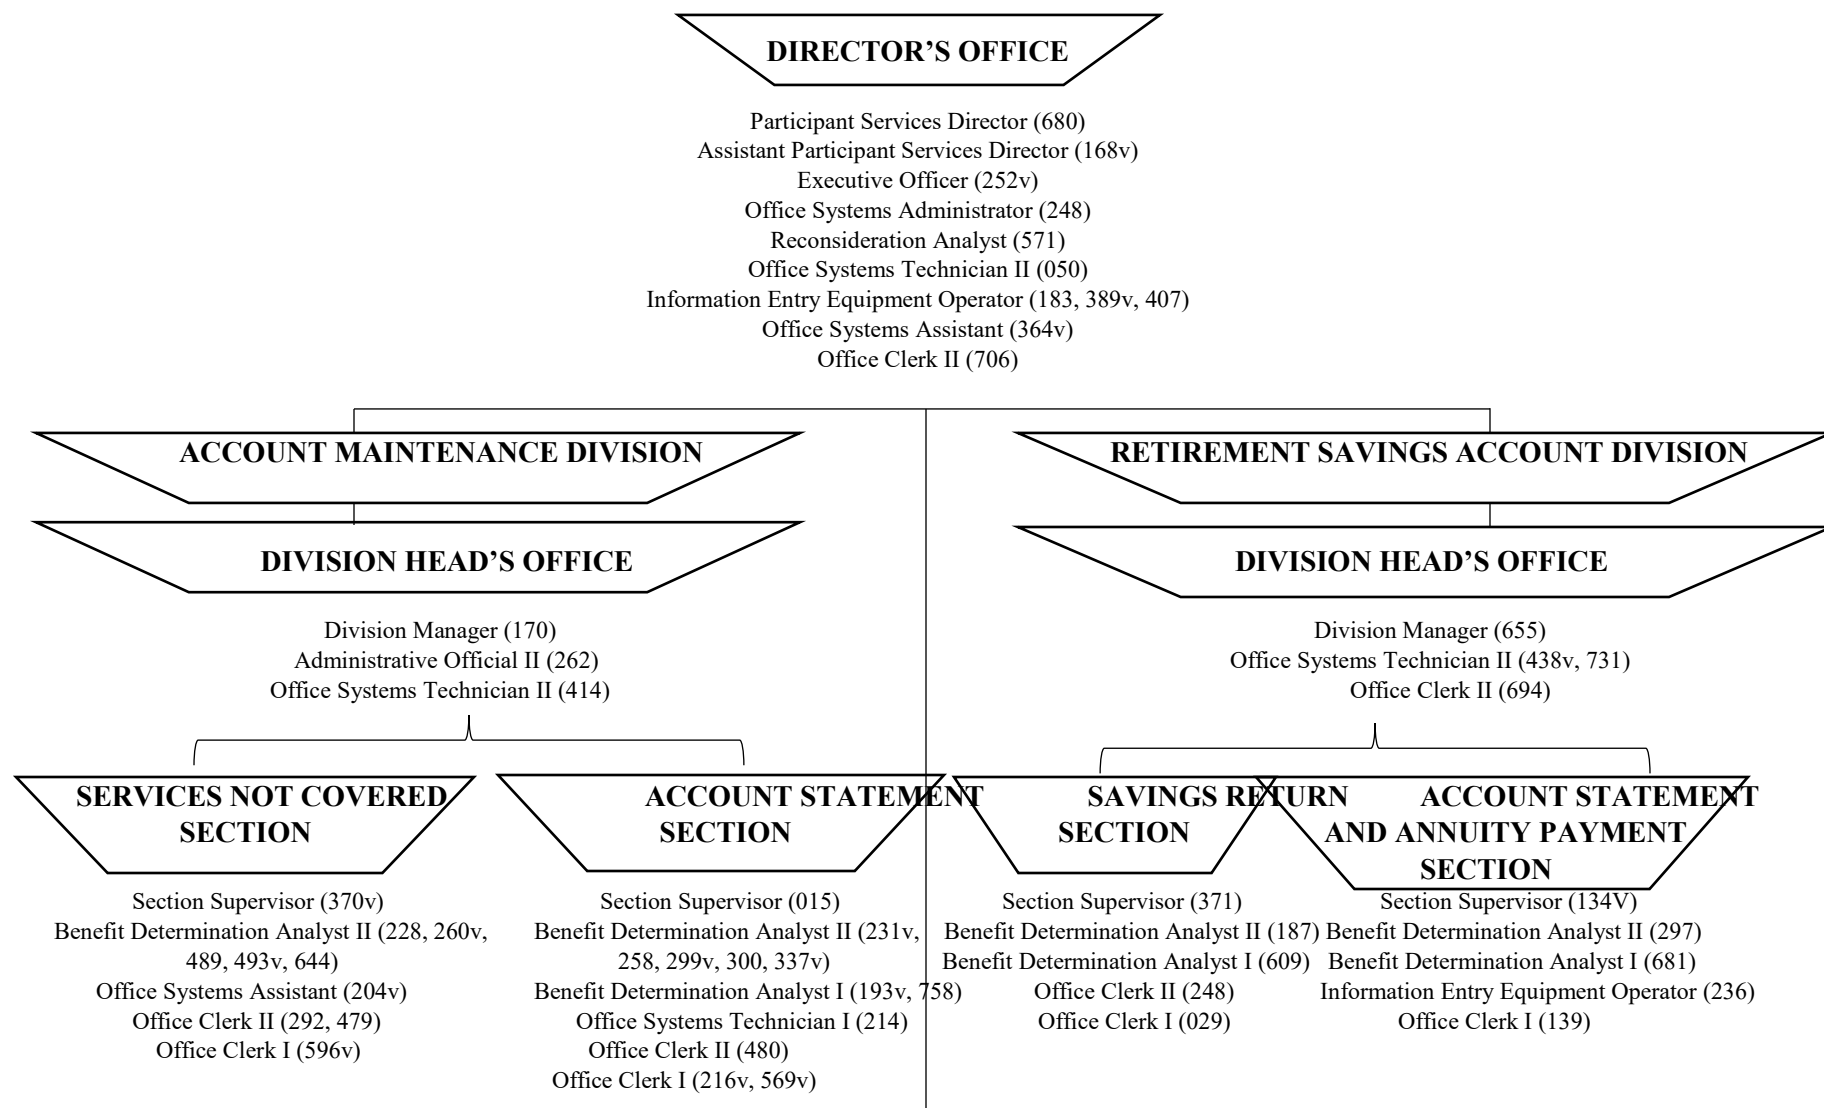 DIRECTOR’S OFFICE
Participant Services Director (680)
Assistant Participant Services Director (168v)
Executive Officer (252v)
Office Systems Administrator (248)
Reconsideration Analyst (571)
Office Systems Technician II (050)
Information Entry Equipment Operator (183, 389v, 407)
Office Systems Assistant (364v)
Office Clerk II (706)
ACCOUNT MAINTENANCE DIVISION
DIVISION HEAD’S OFFICE
Division Manager (170)
Administrative Official II (262)
Office Systems Technician II (414)
SERVICES NOT COVERED
SECTION
Section Supervisor (370v)
Benefit Determination Analyst II (228, 260v,
489, 493v, 644)
Office Systems Assistant (204v)
Office Clerk II (292, 479)
Office Clerk I (596v)
ACCOUNT STATEMENT
SECTION
Section Supervisor (015)
Benefit Determination Analyst II (231v,
258, 299v, 300, 337v)
Benefit Determination Analyst I (193v, 758)
Office Systems Technician I (214)
Office Clerk II (480)
Office Clerk I (216v, 569v)
RETIREMENT SAVINGS ACCOUNT DIVISION
DIVISION HEAD’S OFFICE
Division Manager (655)
Office Systems Technician II (438v, 731)
Office Clerk II (694)
SAVINGS RETURN
SECTION
Section Supervisor (371)
Benefit Determination Analyst II (187)
Benefit Determination Analyst I (609)
Office Clerk II (248)
Office Clerk I (029)
ACCOUNT STATEMENT
AND ANNUITY PAYMENT
SECTION
Section Supervisor (134V)
Benefit Determination Analyst II (297)
Benefit Determination Analyst I (681)
Information Entry Equipment Operator (236)
Office Clerk I (139)